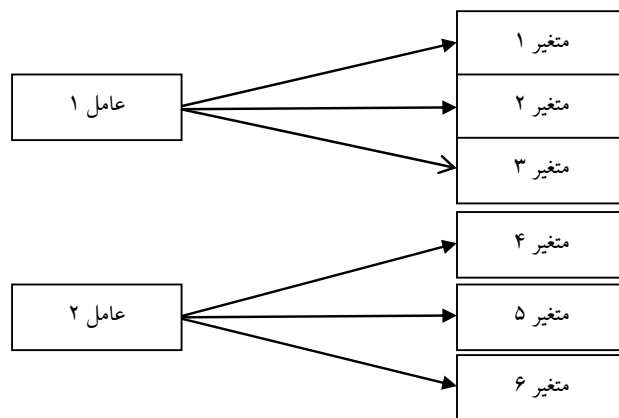 متغیر ۱
عامل ۱
متغیر ۲
متغیر ۳
متغیر ۴
عامل ۲
متغیر ۵
متغیر ۶